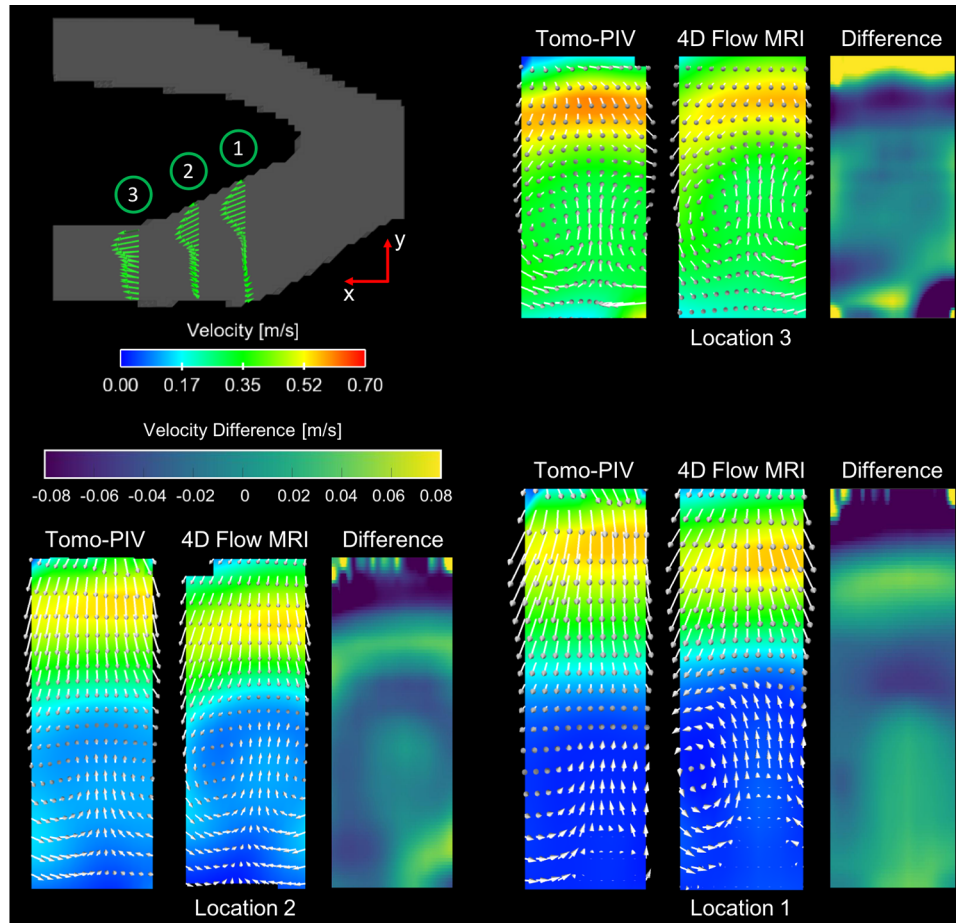 1
2
3
y
x
Velocity [m/s]
0.00 0.17 0.35 0.52 0.70
Velocity Difference [m/s]
-0.08 -0.06 -0.04 -0.02 0 0.02 0.04 0.06 0.08
Tomo-PIV 4D Flow MRI Difference
Location 3
Tomo-PIV 4D Flow MRI Difference
Location 2
Tomo-PIV 4D Flow MRI Difference
Location 1